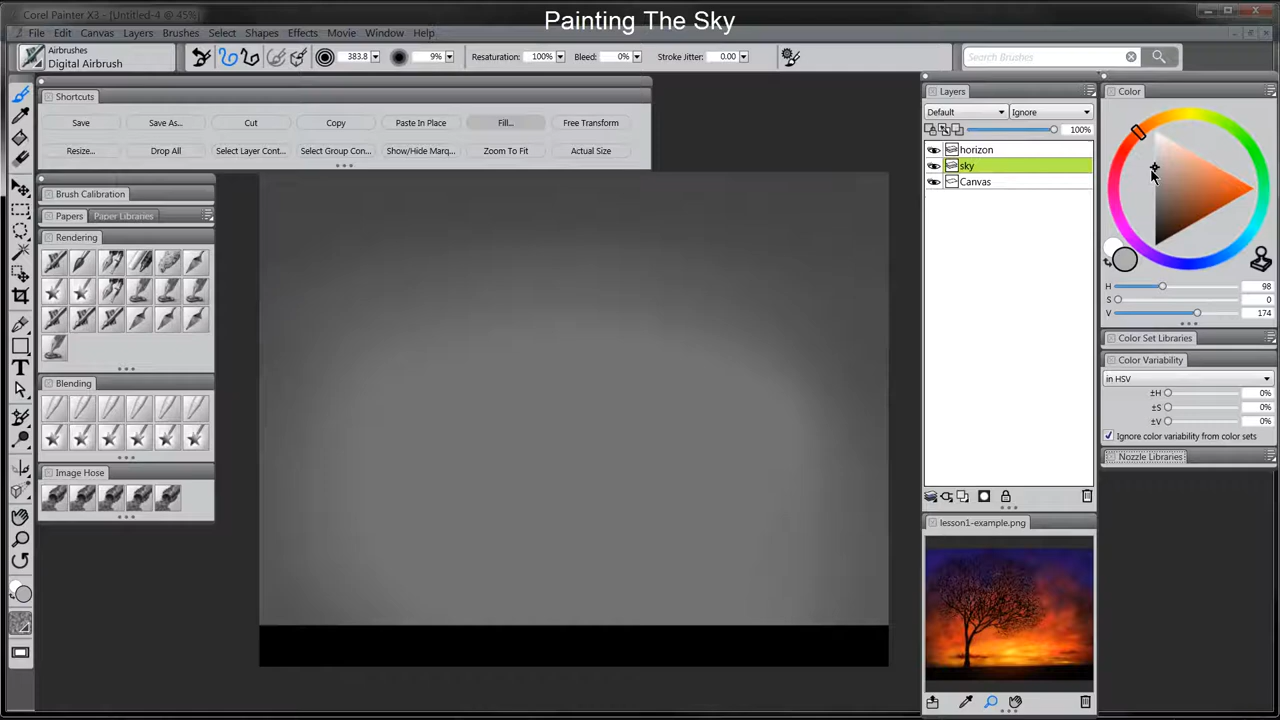 Painting The Sky
Corel Painter X3 - [Untitled-4 @ 45%]
File Edit Canvas Layers Brushes Select Shapes Effects Movie Window Help
Airbrushes
Digital Airbrush
383.8 9% Resaturation: 100% Bleed: 0% Stroke Jitter: 0.00 Search Brushes
Shortcuts
Save Save As... Cut Copy Paste In Place Fill... Free Transform
Resize... Drop All Select Layer Cont... Select Group Con... Show/Hide Marq... Zoom To Fit Actual Size
Brush Calibration
Papers Paper Libraries
Rendering
Blending
Image Hose
Layers
Default Ignore
100%
horizon
sky
Canvas
lesson1-example.png
Color
H 98
S 0
V 174
Color Set Libraries
Color Variability
in HSV
±H 0%
±S 0%
±V 0%
Ignore color variability from color sets
Nozzle Libraries
T